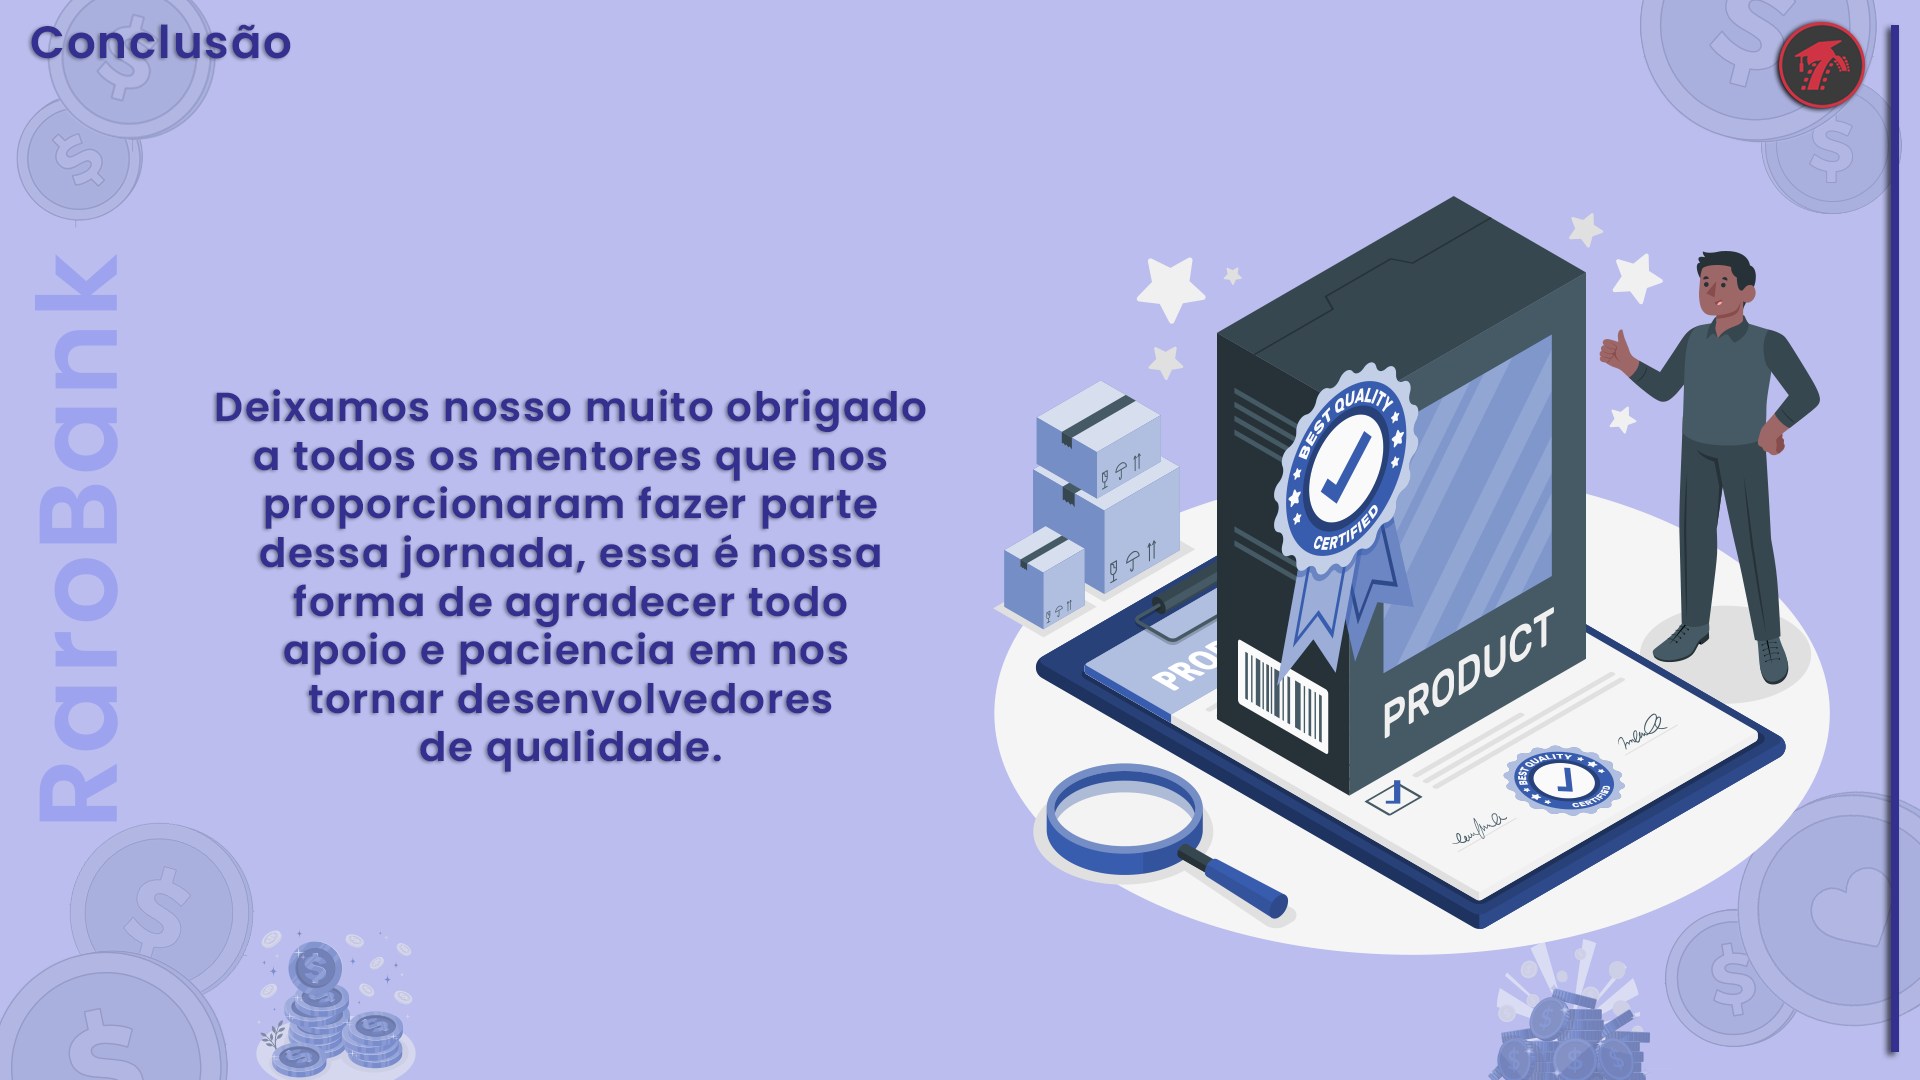 Conclusão
RaroBank
Deixamos nosso muito obrigado
a todos os mentores que nos
proporcionaram fazer parte
dessa jornada, essa é nossa
forma de agradecer todo
apoio e paciencia em nos
tornar desenvolvedores
de qualidade.
BEST QUALITY
CERTIFIED
PRODUCT
BEST QUALITY
CERTIFIED